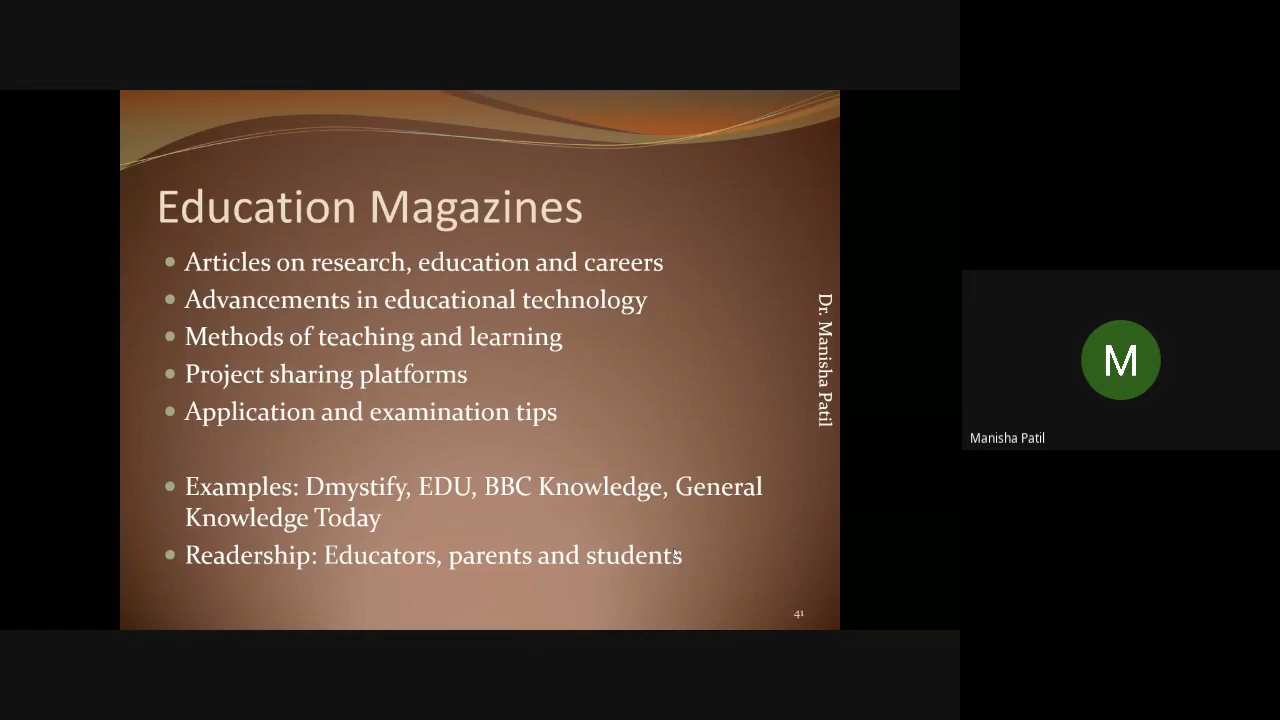 Education Magazines
Articles on research, education and careers
Advancements in educational technology
Methods of teaching and learning
Project sharing platforms
Application and examination tips
Examples: Dmystify, EDU, BBC Knowledge, General
Knowledge Today
Readership: Educators, parents and students
Dr. Manisha Patil
41
M
Manisha Patil